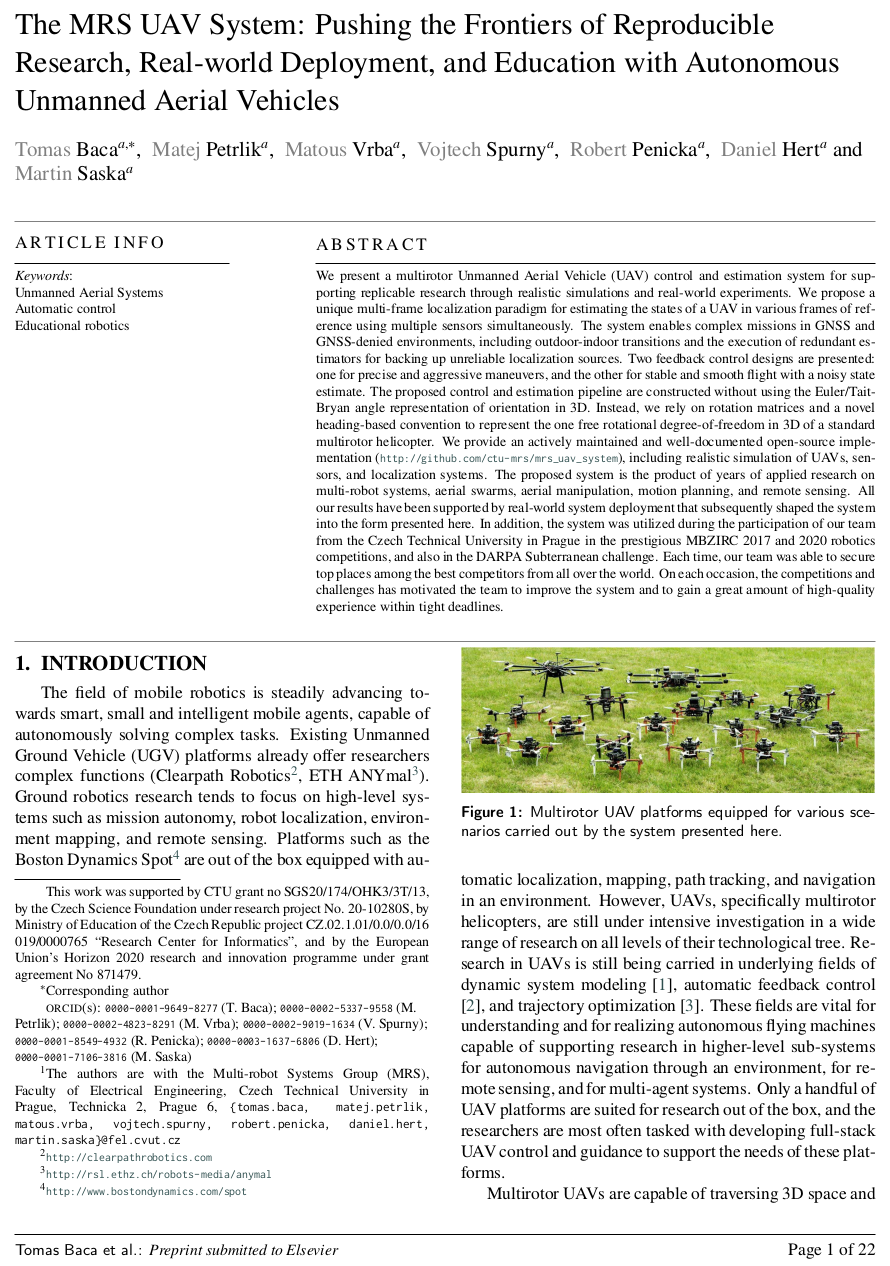 The MRS UAV System: Pushing the Frontiers of Reproducible
Research, Real-world Deployment, and Education with Autonomous
Unmanned Aerial Vehicles
Tomas Baca^a,*, Matej Petrlik^a, Matous Vrba^a, Vojtech Spurny^a, Robert Penicka^a, Daniel Hert^a and
Martin Saska^a
ARTICLE INFO
Keywords:
Unmanned Aerial Systems
Automatic control
Educational robotics
ABSTRACT
We present a multirotor Unmanned Aerial Vehicle (UAV) control and estimation system for sup-
porting replicable research through realistic simulations and real-world experiments. We propose a
unique multi-frame localization paradigm for estimating the states of a UAV in various frames of ref-
erence using multiple sensors simultaneously. The system enables complex missions in GNSS and
GNSS-denied environments, including outdoor-indoor transitions and the execution of redundant es-
timators for backing up unreliable localization sources. Two feedback control designs are presented:
one for precise and aggressive maneuvers, and the other for stable and smooth flight with a noisy state
estimate. The proposed control and estimation pipeline are constructed without using the Euler/Tait-
Bryan angle representation of orientation in 3D. Instead, we rely on rotation matrices and a novel
heading-based convention to represent the one free rotational degree-of-freedom in 3D of a standard
multirotor helicopter. We provide an actively maintained and well-documented open-source imple-
mentation (http://github.com/ctu-mrs/mrs_uav_system), including realistic simulation of UAVs, sen-
sors, and localization systems. The proposed system is the product of years of applied research on
multi-robot systems, aerial swarms, aerial manipulation, motion planning, and remote sensing. All
our results have been supported by real-world system deployment that subsequently shaped the system
into the form presented here. In addition, the system was utilized during the participation of our team
from the Czech Technical University in Prague in the prestigious MBZIRC 2017 and 2020 robotics
competitions, and also in the DARPA Subterranean challenge. Each time, our team was able to secure
top places among the best competitors from all over the world. On each occasion, the competitions and
challenges has motivated the team to improve the system and to gain a great amount of high-quality
experience within tight deadlines.
1. INTRODUCTION
The field of mobile robotics is steadily advancing to-
wards smart, small and intelligent mobile agents, capable of
autonomously solving complex tasks. Existing Unmanned
Ground Vehicle (UGV) platforms already offer researchers
complex functions (Clearpath Robotics^2, ETH ANYmal^3).
Ground robotics research tends to focus on high-level sys-
tems such as mission autonomy, robot localization, environ-
ment mapping, and remote sensing. Platforms such as the
Boston Dynamics Spot^4 are out of the box equipped with au-
This work was supported by CTU grant no SGS20/174/OHK3/3T/13,
by the Czech Science Foundation under research project No. 20-10280S, by
Ministry of Education of the Czech Republic project CZ.02.1.01/0.0/0.0/16
019/0000765 “Research Center for Informatics”, and by the European
Union’s Horizon 2020 research and innovation programme under grant
agreement No 871479.
*Corresponding author
ORCID(s): 0000-0001-9649-8277 (T. Baca); 0000-0002-5337-9558 (M.
Petrlik); 0000-0002-4823-8291 (M. Vrba); 0000-0002-9019-1634 (V. Spurny);
0000-0001-8549-4932 (R. Penicka); 0000-0003-1637-6806 (D. Hert);
0000-0001-7106-3816 (M. Saska)
^1The authors are with the Multi-robot Systems Group (MRS),
Faculty of Electrical Engineering, Czech Technical University in
Prague, Technicka 2, Prague 6, {tomas.baca, matej.petrlik,
matous.vrba, vojtech.spurny, robert.penicka, daniel.hert,
martin.saska}@fel.cvut.cz
^2http://clearpathrobotics.com
^3http://rsl.ethz.ch/robots-media/anymal
^4http://www.bostondynamics.com/spot
Figure 1: Multirotor UAV platforms equipped for various sce-
narios carried out by the system presented here.
tomatic localization, mapping, path tracking, and navigation
in an environment. However, UAVs, specifically multirotor
helicopters, are still under intensive investigation in a wide
range of research on all levels of their technological tree. Re-
search in UAVs is still being carried in underlying fields of
dynamic system modeling [1], automatic feedback control
[2], and trajectory optimization [3]. These fields are vital for
understanding and for realizing autonomous flying machines
capable of supporting research in higher-level sub-systems
for autonomous navigation through an environment, for re-
mote sensing, and for multi-agent systems. Only a handful of
UAV platforms are suited for research out of the box, and the
researchers are most often tasked with developing full-stack
UAV control and guidance to support the needs of these plat-
forms.
Multirotor UAVs are capable of traversing 3D space and
Tomas Baca et al.: Preprint submitted to Elsevier
Page 1 of 22